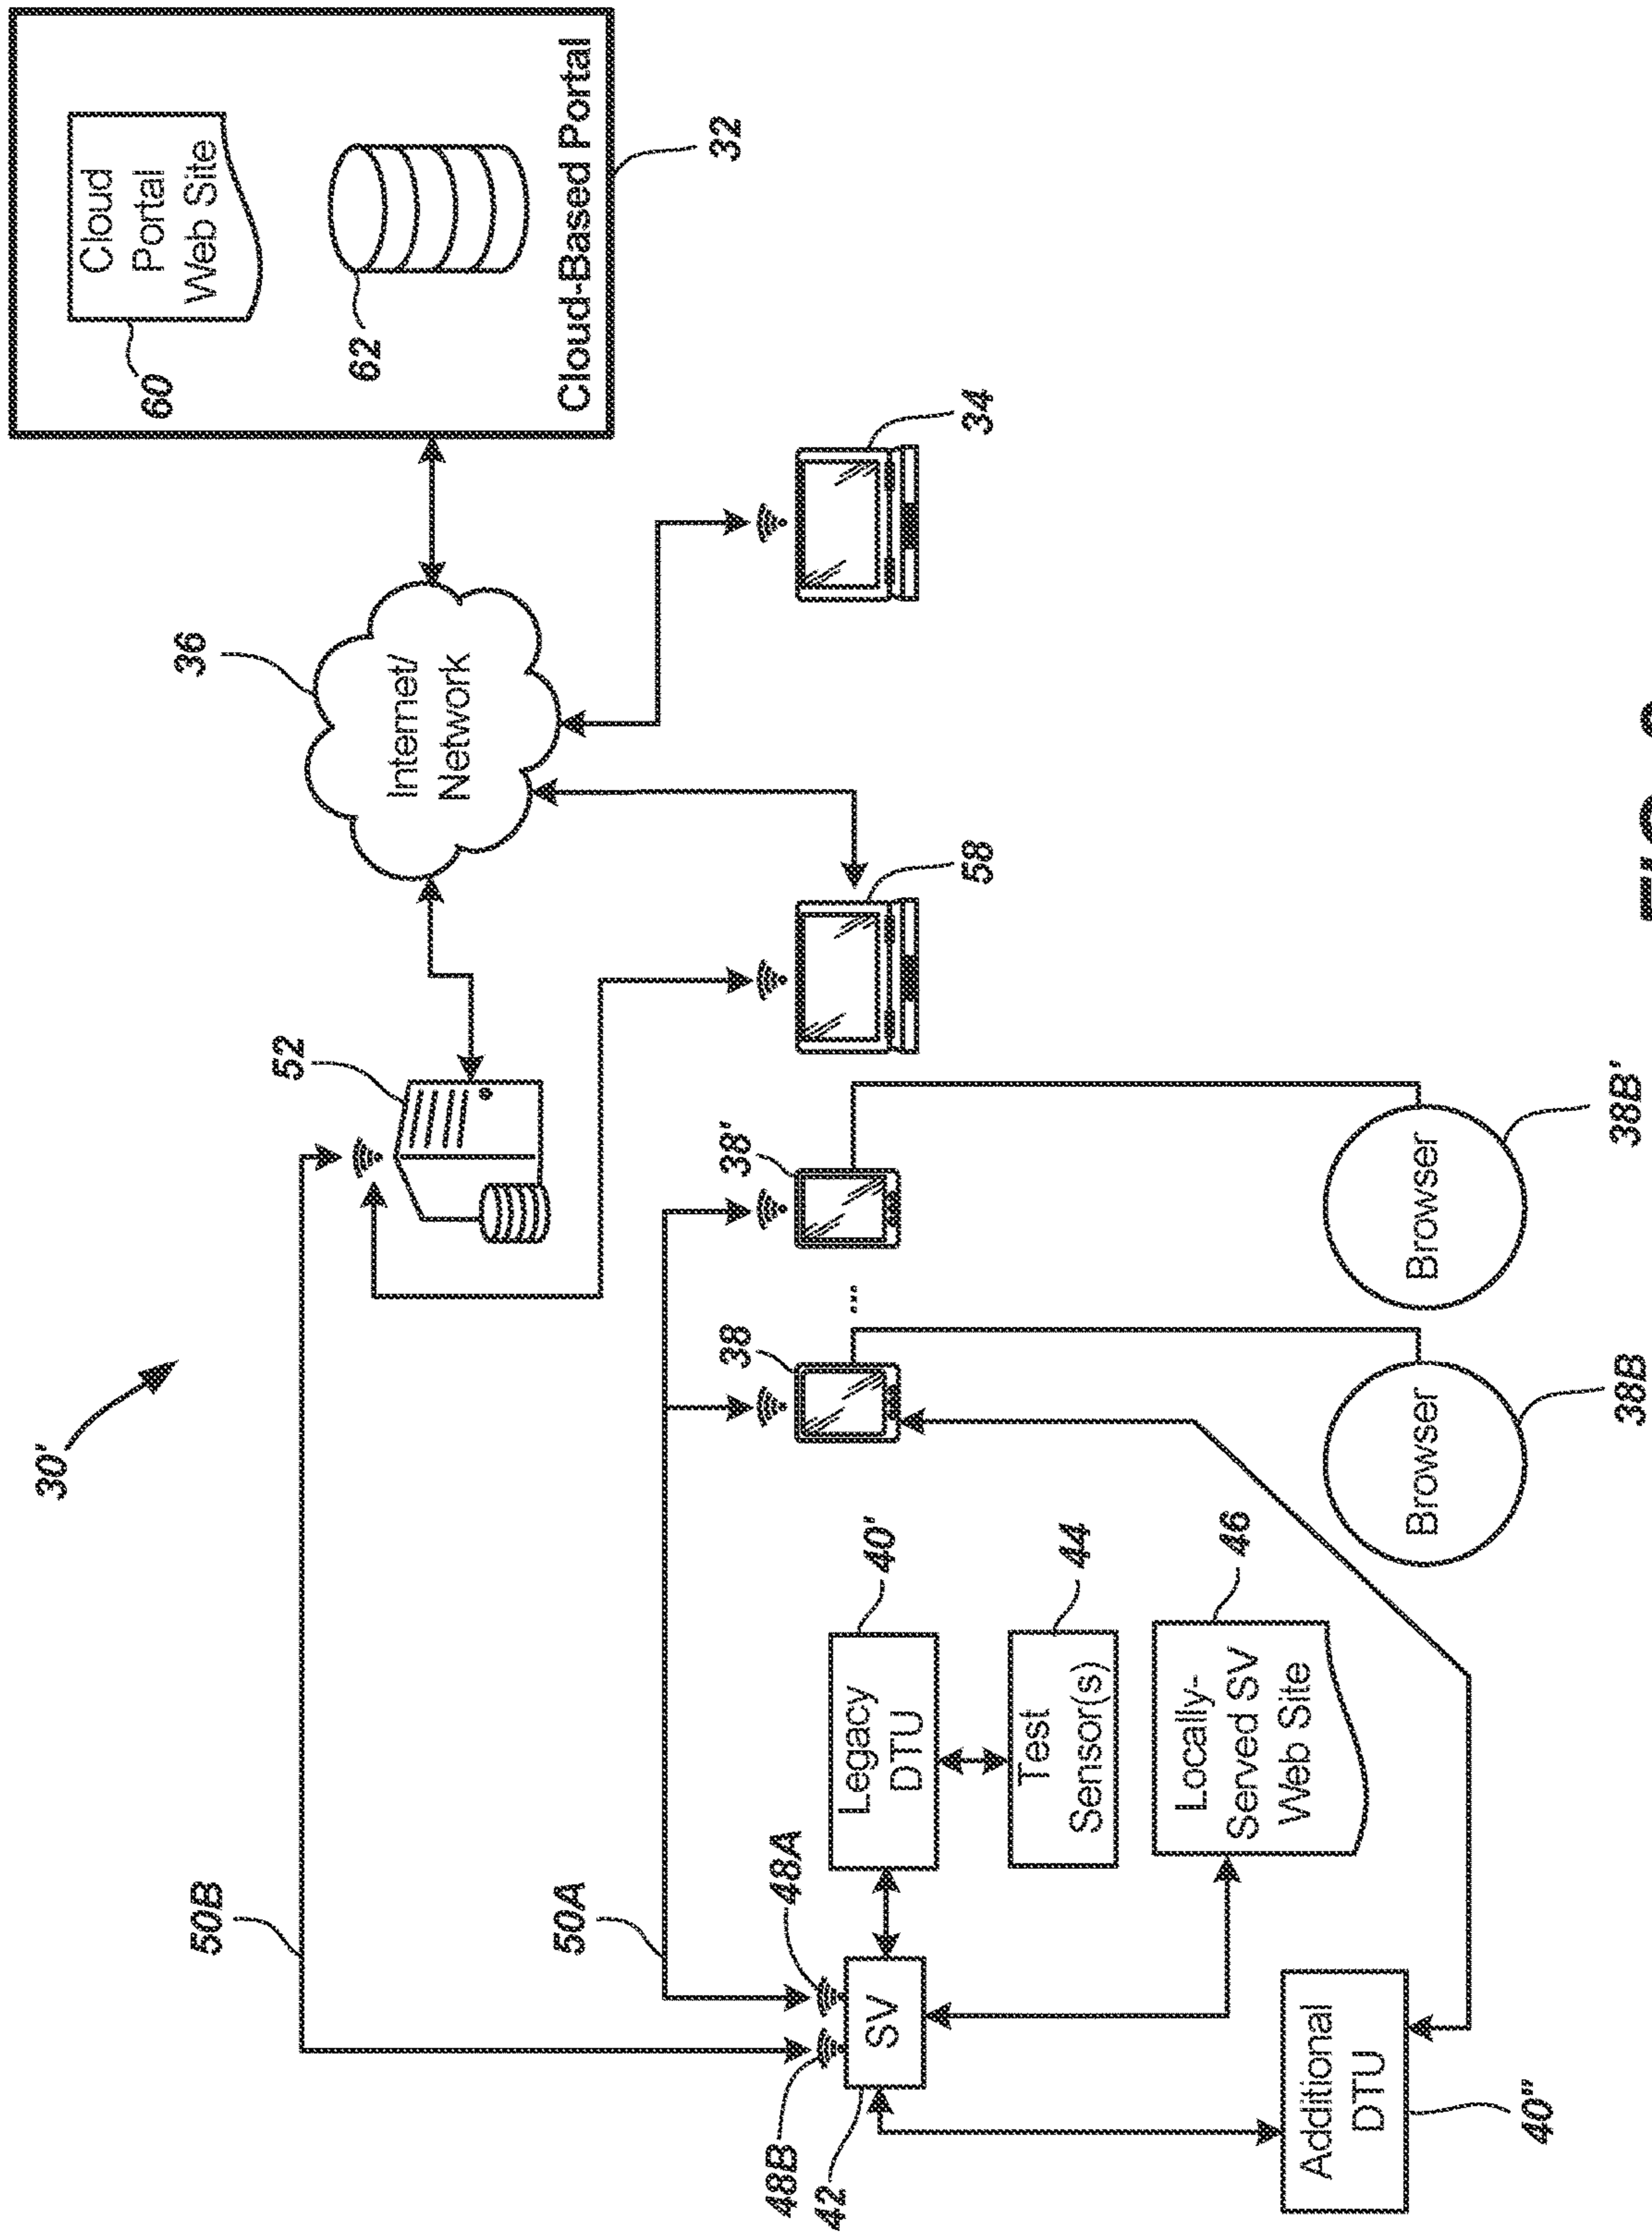 30'
50B
52
36
Cloud
Portal
Web Site
60
62
Cloud-Based Portal
32
Internet/
Network
50A
48B
48A
42
SV
Legacy
DTU
40'
Test
Sensor(s)
44
Locally-
Served SV
Web Site
46
Additional
DTU
40"
38
...
38'
58
34
Browser
38B
Browser
38B'